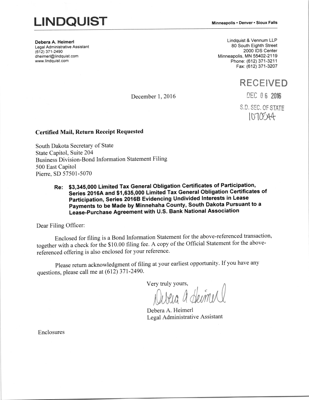 LINDQUIST
Minneapolis • Denver • Sioux Falls
Debera A. Heimerl
Legal Administrative Assistant
(612) 371-2490
dheimerl@lindquist.com
www.lindquist.com
Lindquist & Vennum LLP
80 South Eighth Street
2000 IDS Center
Minneapolis, MN 55402-2119
Phone: (612) 371-3211
Fax: (612) 371-3207
RECEIVED
DEC 06 2016
S.D. SEC. OF STATE
December 1, 2016
Certified Mail, Return Receipt Requested
South Dakota Secretary of State
State Capitol, Suite 204
Business Division-Bond Information Statement Filing
500 East Capitol
Pierre, SD 57501-5070
Re: $3,345,000 Limited Tax General Obligation Certificates of Participation,
Series 2016A and $1,635,000 Limited Tax General Obligation Certificates of
Participation, Series 2016B Evidencing Undivided Interests in Lease
Payments to be Made by Minnehaha County, South Dakota Pursuant to a
Lease-Purchase Agreement with U.S. Bank National Association
Dear Filing Officer:
Enclosed for filing is a Bond Information Statement for the above-referenced transaction,
together with a check for the $10.00 filing fee. A copy of the Official Statement for the above-
referenced offering is also enclosed for your reference.
Please return acknowledgment of filing at your earliest opportunity. If you have any
questions, please call me at (612) 371-2490.
Very truly yours,
Debera A Heimerl
Debera A. Heimerl
Legal Administrative Assistant
Enclosures